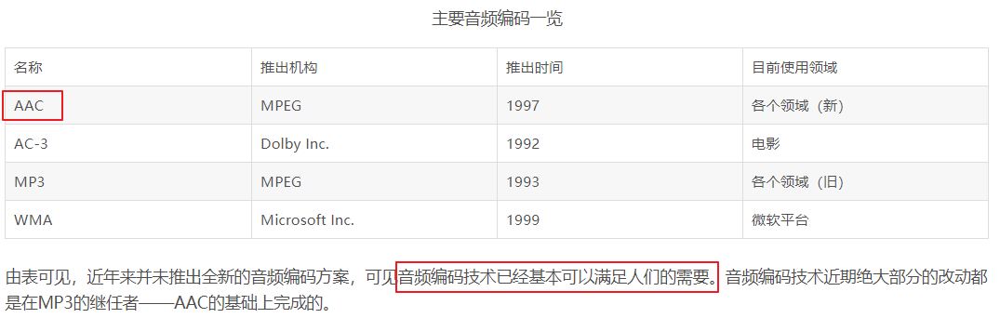 主要音频编码一览
名称 推出机构 推出时间 目前使用领域
AAC MPEG 1997 各个领域（新）
AC-3 Dolby Inc. 1992 电影
MP3 MPEG 1993 各个领域（旧）
WMA Microsoft Inc. 1999 微软平台
由表可见，近年来并未推出全新的音频编码方案，可见音频编码技术已经基本可以满足人们的需要。音频编码技术近期绝大部分的改动都
是在MP3的继任者——AAC的基础上完成的。